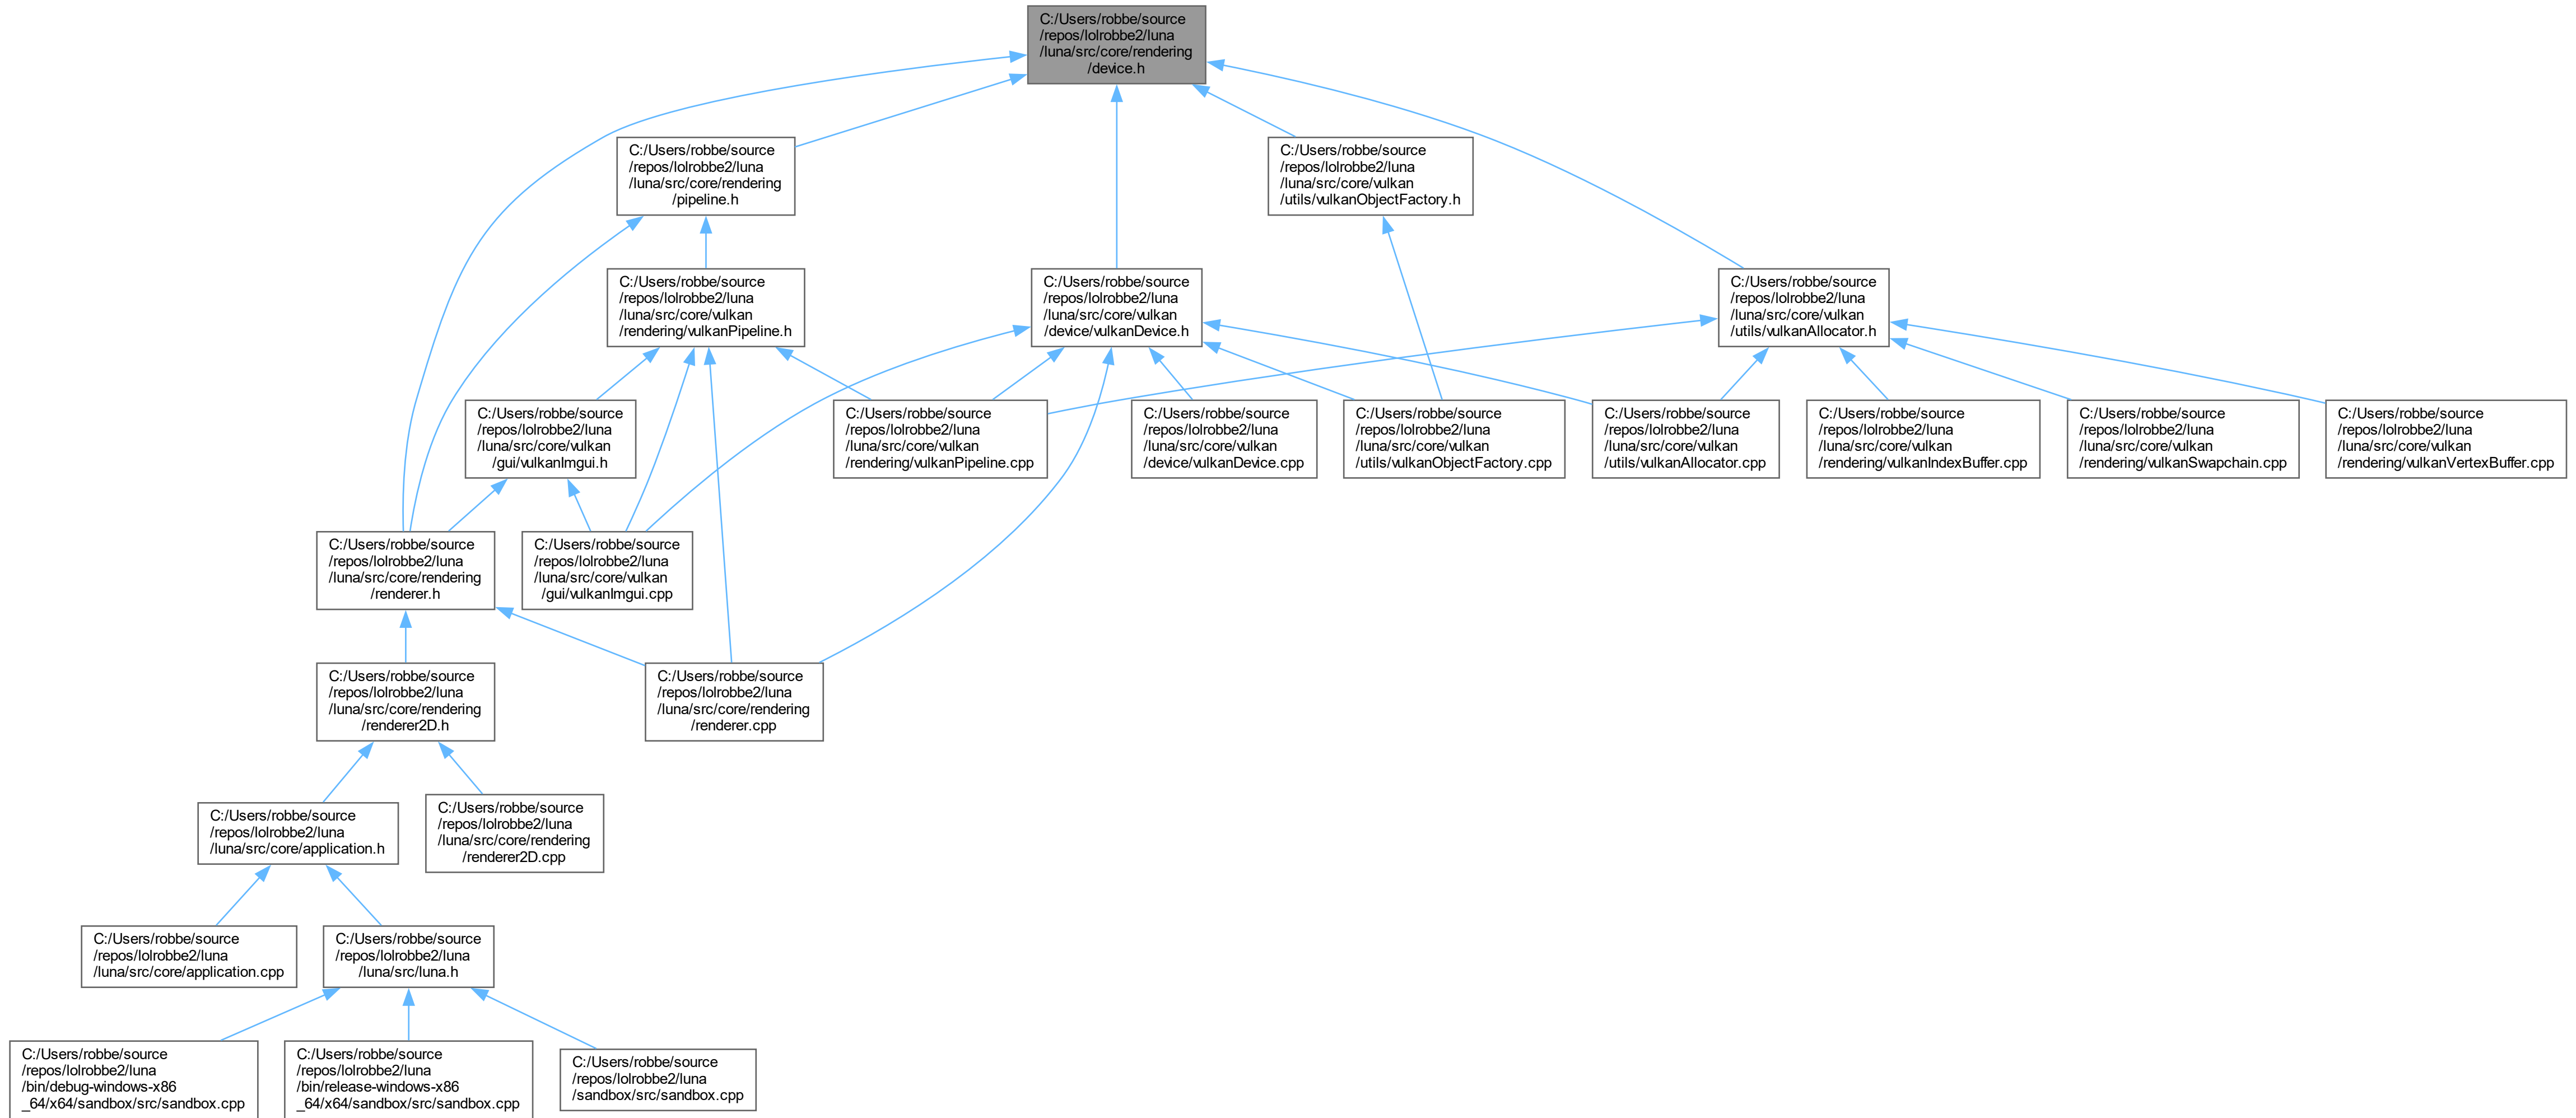 C:/Users/robbe/source
/repos/lolrobbe2/luna
/luna/src/core/rendering
/device.h
C:/Users/robbe/source
/repos/lolrobbe2/luna
/luna/src/core/rendering
/pipeline.h
C:/Users/robbe/source
/repos/lolrobbe2/luna
/luna/src/core/vulkan
/utils/vulkanObjectFactory.h
C:/Users/robbe/source
/repos/lolrobbe2/luna
/luna/src/core/vulkan
/rendering/vulkanPipeline.h
C:/Users/robbe/source
/repos/lolrobbe2/luna
/luna/src/core/vulkan
/device/vulkanDevice.h
C:/Users/robbe/source
/repos/lolrobbe2/luna
/luna/src/core/vulkan
/utils/vulkanAllocator.h
C:/Users/robbe/source
/repos/lolrobbe2/luna
/luna/src/core/vulkan
/gui/vulkanImgui.h
C:/Users/robbe/source
/repos/lolrobbe2/luna
/luna/src/core/vulkan
/rendering/vulkanPipeline.cpp
C:/Users/robbe/source
/repos/lolrobbe2/luna
/luna/src/core/vulkan
/device/vulkanDevice.cpp
C:/Users/robbe/source
/repos/lolrobbe2/luna
/luna/src/core/vulkan
/utils/vulkanObjectFactory.cpp
C:/Users/robbe/source
/repos/lolrobbe2/luna
/luna/src/core/vulkan
/utils/vulkanAllocator.cpp
C:/Users/robbe/source
/repos/lolrobbe2/luna
/luna/src/core/vulkan
/rendering/vulkanIndexBuffer.cpp
C:/Users/robbe/source
/repos/lolrobbe2/luna
/luna/src/core/vulkan
/rendering/vulkanSwapchain.cpp
C:/Users/robbe/source
/repos/lolrobbe2/luna
/luna/src/core/vulkan
/rendering/vulkanVertexBuffer.cpp
C:/Users/robbe/source
/repos/lolrobbe2/luna
/luna/src/core/rendering
/renderer.h
C:/Users/robbe/source
/repos/lolrobbe2/luna
/luna/src/core/vulkan
/gui/vulkanImgui.cpp
C:/Users/robbe/source
/repos/lolrobbe2/luna
/luna/src/core/rendering
/renderer2D.h
C:/Users/robbe/source
/repos/lolrobbe2/luna
/luna/src/core/rendering
/renderer.cpp
C:/Users/robbe/source
/repos/lolrobbe2/luna
/luna/src/core/application.h
C:/Users/robbe/source
/repos/lolrobbe2/luna
/luna/src/core/rendering
/renderer2D.cpp
C:/Users/robbe/source
/repos/lolrobbe2/luna
/luna/src/core/application.cpp
C:/Users/robbe/source
/repos/lolrobbe2/luna
/luna/src/luna.h
C:/Users/robbe/source
/repos/lolrobbe2/luna
/bin/debug-windows-x86
_64/x64/sandbox/src/sandbox.cpp
C:/Users/robbe/source
/repos/lolrobbe2/luna
/bin/release-windows-x86
_64/x64/sandbox/src/sandbox.cpp
C:/Users/robbe/source
/repos/lolrobbe2/luna
/sandbox/src/sandbox.cpp